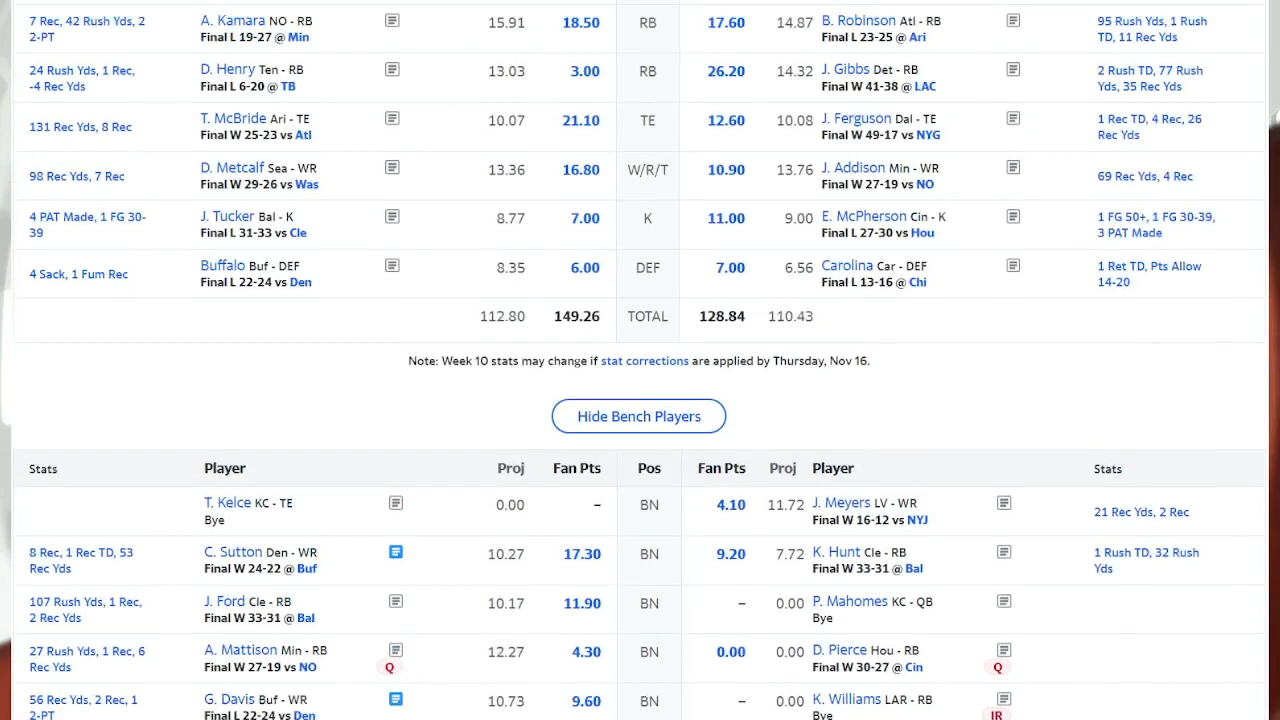 7 Rec, 42 Rush Yds, 2 2-PT
A. Kamara NO - RB
Final L 19-27 @ Min
15.91 18.50 RB 17.60 14.87
B. Robinson Atl - RB
Final L 23-25 @ Ari
95 Rush Yds, 1 Rush TD, 11 Rec Yds
24 Rush Yds, 1 Rec, -4 Rec Yds
D. Henry Ten - RB
Final L 6-20 @ TB
13.03 3.00 RB 26.20 14.32
J. Gibbs Det - RB
Final W 41-38 @ LAC
2 Rush TD, 77 Rush Yds, 35 Rec Yds
131 Rec Yds, 8 Rec
T. McBride Ari - TE
Final W 25-23 vs Atl
10.07 21.10 TE 12.60 10.08
J. Ferguson Dal - TE
Final W 49-17 vs NYG
1 Rec TD, 4 Rec, 26 Rec Yds
98 Rec Yds, 7 Rec
D. Metcalf Sea - WR
Final W 29-26 vs Was
13.36 16.80 W/R/T 10.90 13.76
J. Addison Min - WR
Final W 27-19 vs NO
69 Rec Yds, 4 Rec
4 PAT Made, 1 FG 30-39
J. Tucker Bal - K
Final L 31-33 vs Cle
8.77 7.00 K 11.00 9.00
E. McPherson Cin - K
Final L 27-30 vs Hou
1 FG 50+, 1 FG 30-39, 3 PAT Made
4 Sack, 1 Fum Rec
Buffalo Buf - DEF
Final L 22-24 vs Den
8.35 6.00 DEF 7.00 6.56
Carolina Car - DEF
Final L 13-16 @ Chi
1 Ret TD, Pts Allow 14-20
112.80 149.26 TOTAL 128.84 110.43
Note: Week 10 stats may change if stat corrections are applied by Thursday, Nov 16.
Hide Bench Players
Stats Player Proj Fan Pts Pos Fan Pts Proj Player Stats
T. Kelce KC - TE
Bye
0.00 – BN 4.10 11.72
J. Meyers LV - WR
Final W 16-12 vs NYJ
21 Rec Yds, 2 Rec
8 Rec, 1 Rec TD, 53 Rec Yds
C. Sutton Den - WR
Final W 24-22 @ Buf
10.27 17.30 BN 9.20 7.72
K. Hunt Cle - RB
Final W 33-31 @ Bal
1 Rush TD, 32 Rush Yds
107 Rush Yds, 1 Rec, 2 Rec Yds
J. Ford Cle - RB
Final W 33-31 @ Bal
10.17 11.90 BN – 0.00
P. Mahomes KC - QB
Bye
27 Rush Yds, 1 Rec, 6 Rec Yds
A. Mattison Min - RB
Final W 27-19 vs NO
Q
12.27 4.30 BN 0.00 0.00
D. Pierce Hou - RB
Final W 30-27 @ Cin
Q
56 Rec Yds, 2 Rec, 1 2-PT
G. Davis Buf - WR
Final L 22-24 vs Den
10.73 9.60 BN – 0.00
K. Williams LAR - RB
Bye
IR